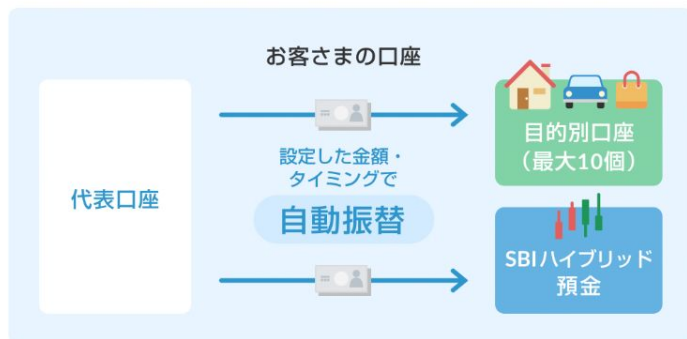 お客さまの口座
代表口座
設定した金額・
タイミングで
自動振替
目的別口座
（最大10個）
SBIハイブリッド
預金